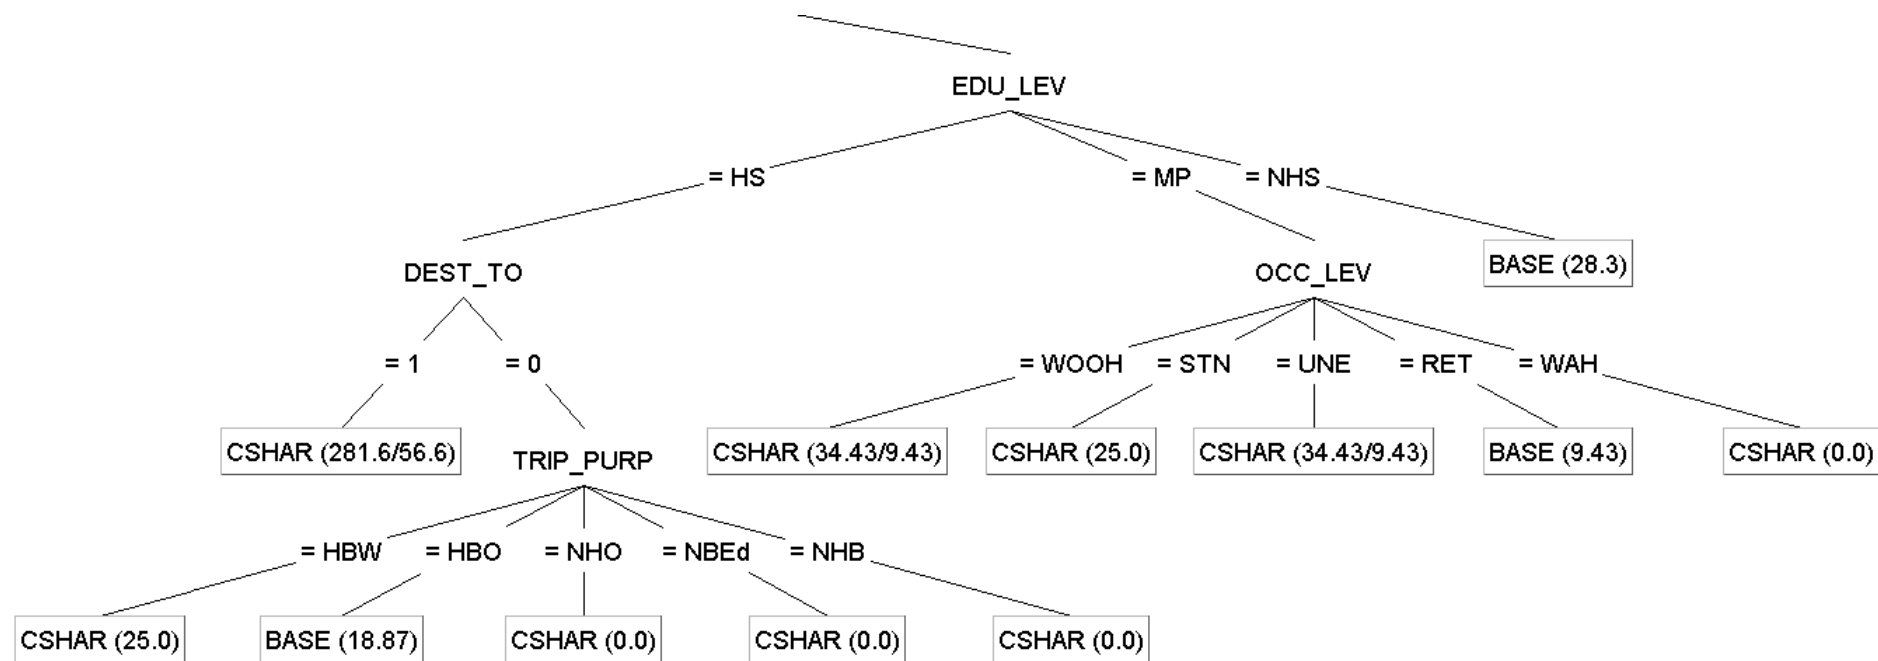 EDU_LEV
= HS
= MP
= NHS
DEST_TO
OCC_LEV
BASE (28.3)
= 1
= 0
= WOOH
= STN
= UNE
= RET
= WAH
CSHAR (281.6/56.6)
TRIP_PURP
CSHAR (34.43/9.43)
CSHAR (25.0)
CSHAR (34.43/9.43)
BASE (9.43)
CSHAR (0.0)
= HBW
= HBO
= NHO
= NBEd
= NHB
CSHAR (25.0)
BASE (18.87)
CSHAR (0.0)
CSHAR (0.0)
CSHAR (0.0)